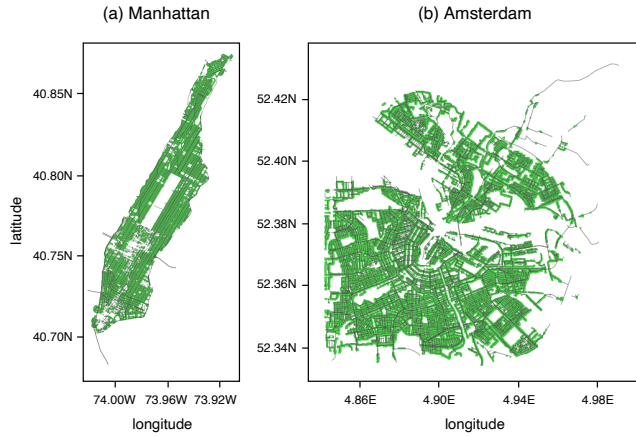 (a) Manhattan
(b) Amsterdam
40.85N
40.80N
40.75N
40.70N
latitude
74.00W 73.96W 73.92W
longitude
52.42N
52.40N
52.38N
52.36N
52.34N
4.86E 4.90E 4.94E 4.98E
longitude